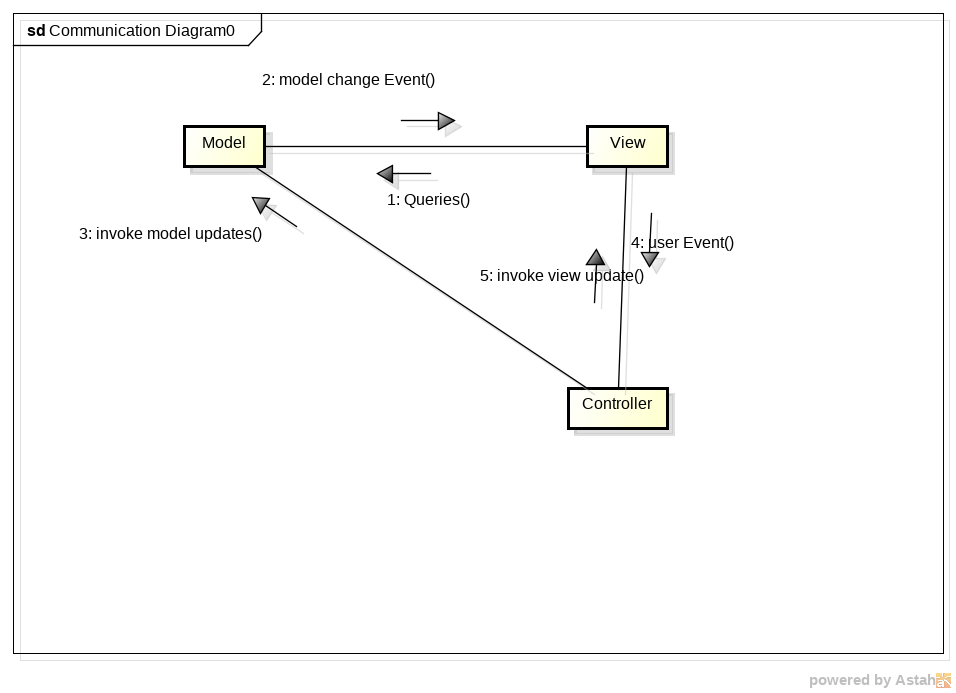 sd Communication Diagram0
2: model change Event()
Model
View
1: Queries()
3: invoke model updates()
4: user Event()
5: invoke view update()
Controller
powered by Astah